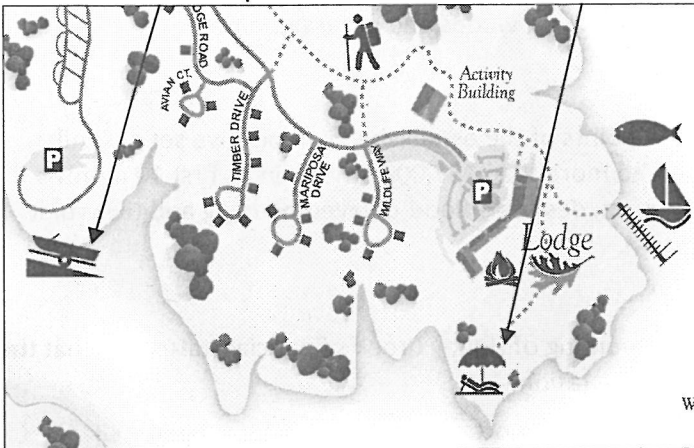 DGE ROAD
AVIAN CT.
TIMBER DRIVE
MARIPOSA
DRIVE
WILDLIFE WAY
Activity
Building
P
P
Lodge
W